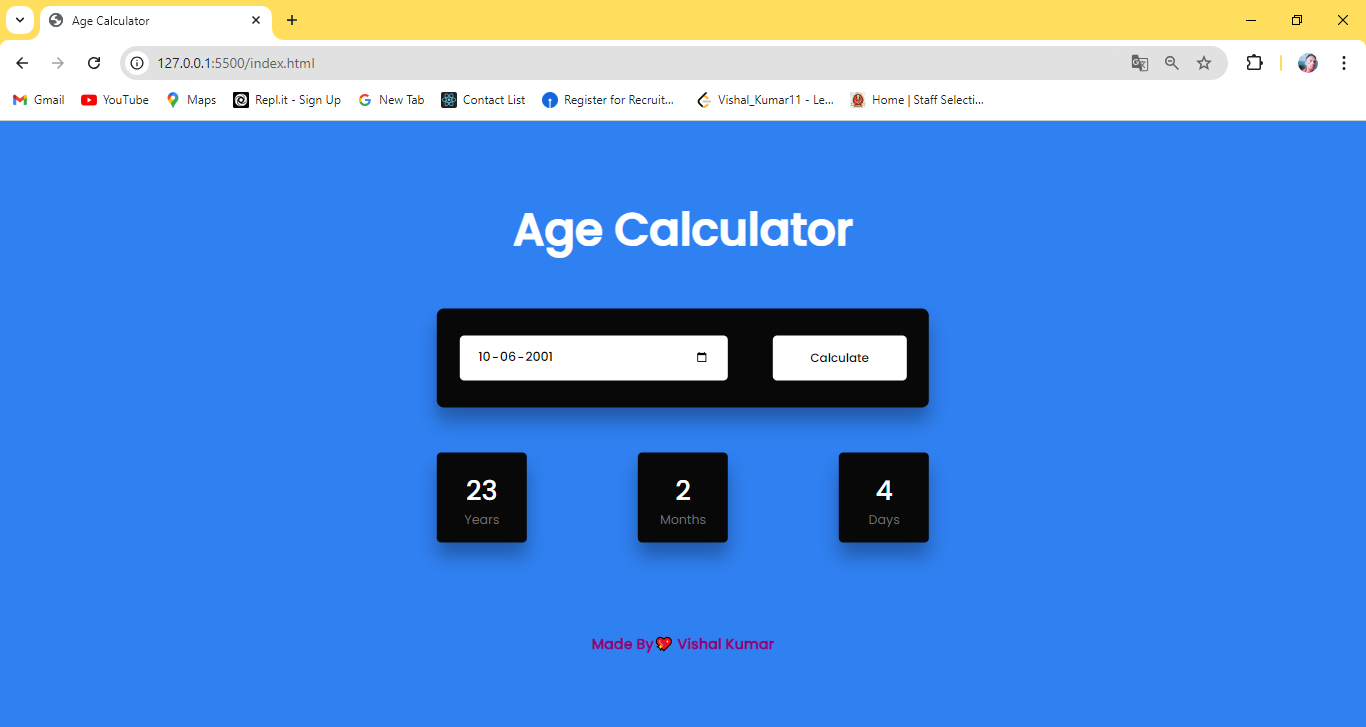 Age Calculator
127.0.0.1:5500/index.html
Gmail YouTube Maps Repl.it - Sign Up New Tab Contact List Register for Recruit... Vishal_Kumar11 - Le... Home | Staff Selecti...
Age Calculator
10-06-2001 Calculate
23 2 4
Years Months Days
Made By💖 Vishal Kumar